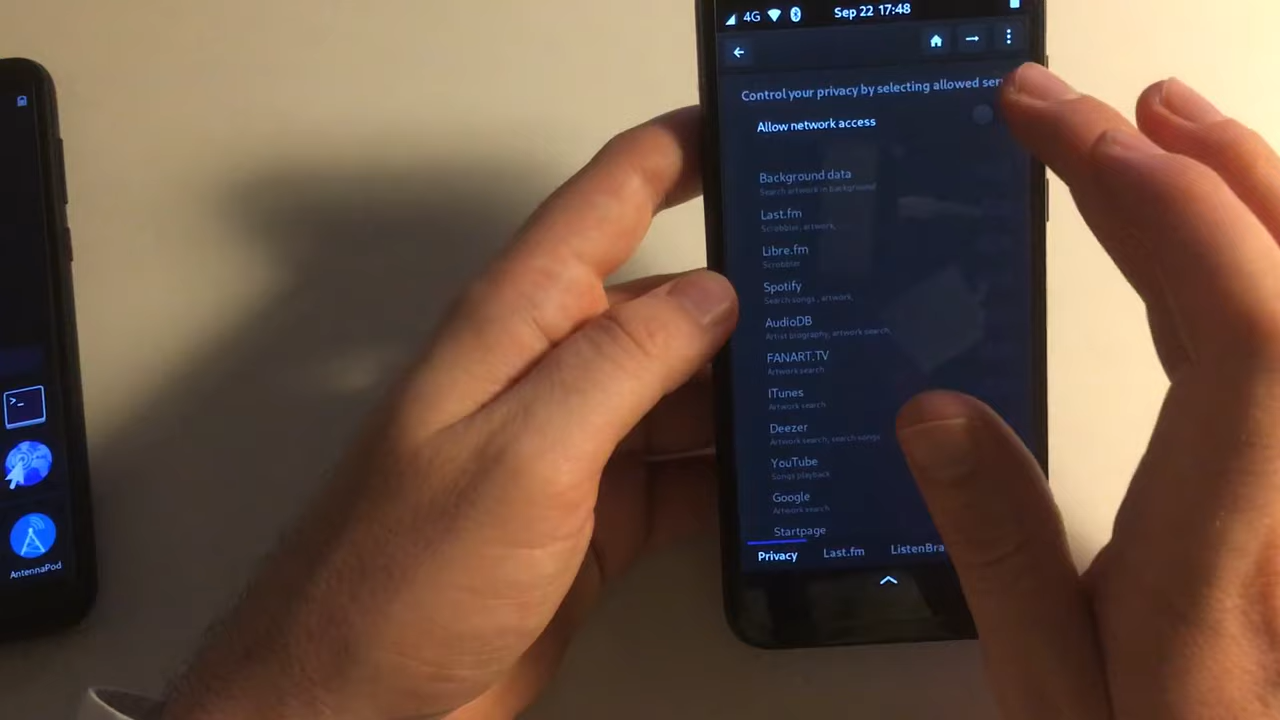 4G
Sep 22 17:48
Control your privacy by selecting allowed ser
Allow network access
Background data
Search artwork in background
Last.fm
Scrobbler, artwork,
Libre.fm
Scrobbler
Spotify
Search songs , artwork,
AudioDB
Artist biography, artwork search,
FANART.TV
Artwork search
ITunes
Artwork search
Deezer
Artwork search, search songs
YouTube
Songs playback
Google
Artwork search
Startpage
Privacy
Last.fm
ListenBra
>_
AntennaPod